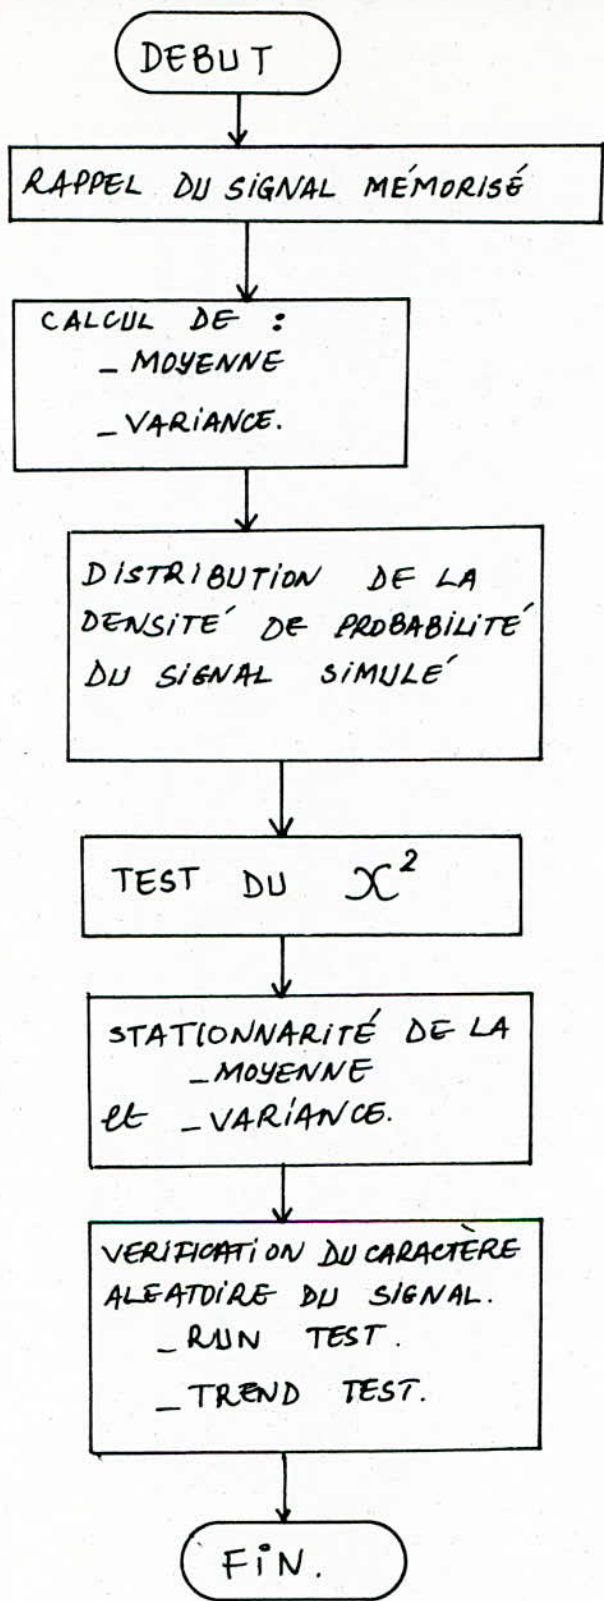 DEBUT
RAPPEL DU SIGNAL MÉMORISÉ
CALCUL DE :
_ MOYENNE
_ VARIANCE.
DISTRIBUTION DE LA
DENSITÉ DE PROBABILITÉ
DU SIGNAL SIMULÉ
TEST DU X²
STATIONNARITÉ DE LA
_ MOYENNE
et _ VARIANCE.
VERIFICATION DU CARACTÈRE
ALEATOIRE DU SIGNAL.
_ RUN TEST.
_ TREND TEST.
FIN.